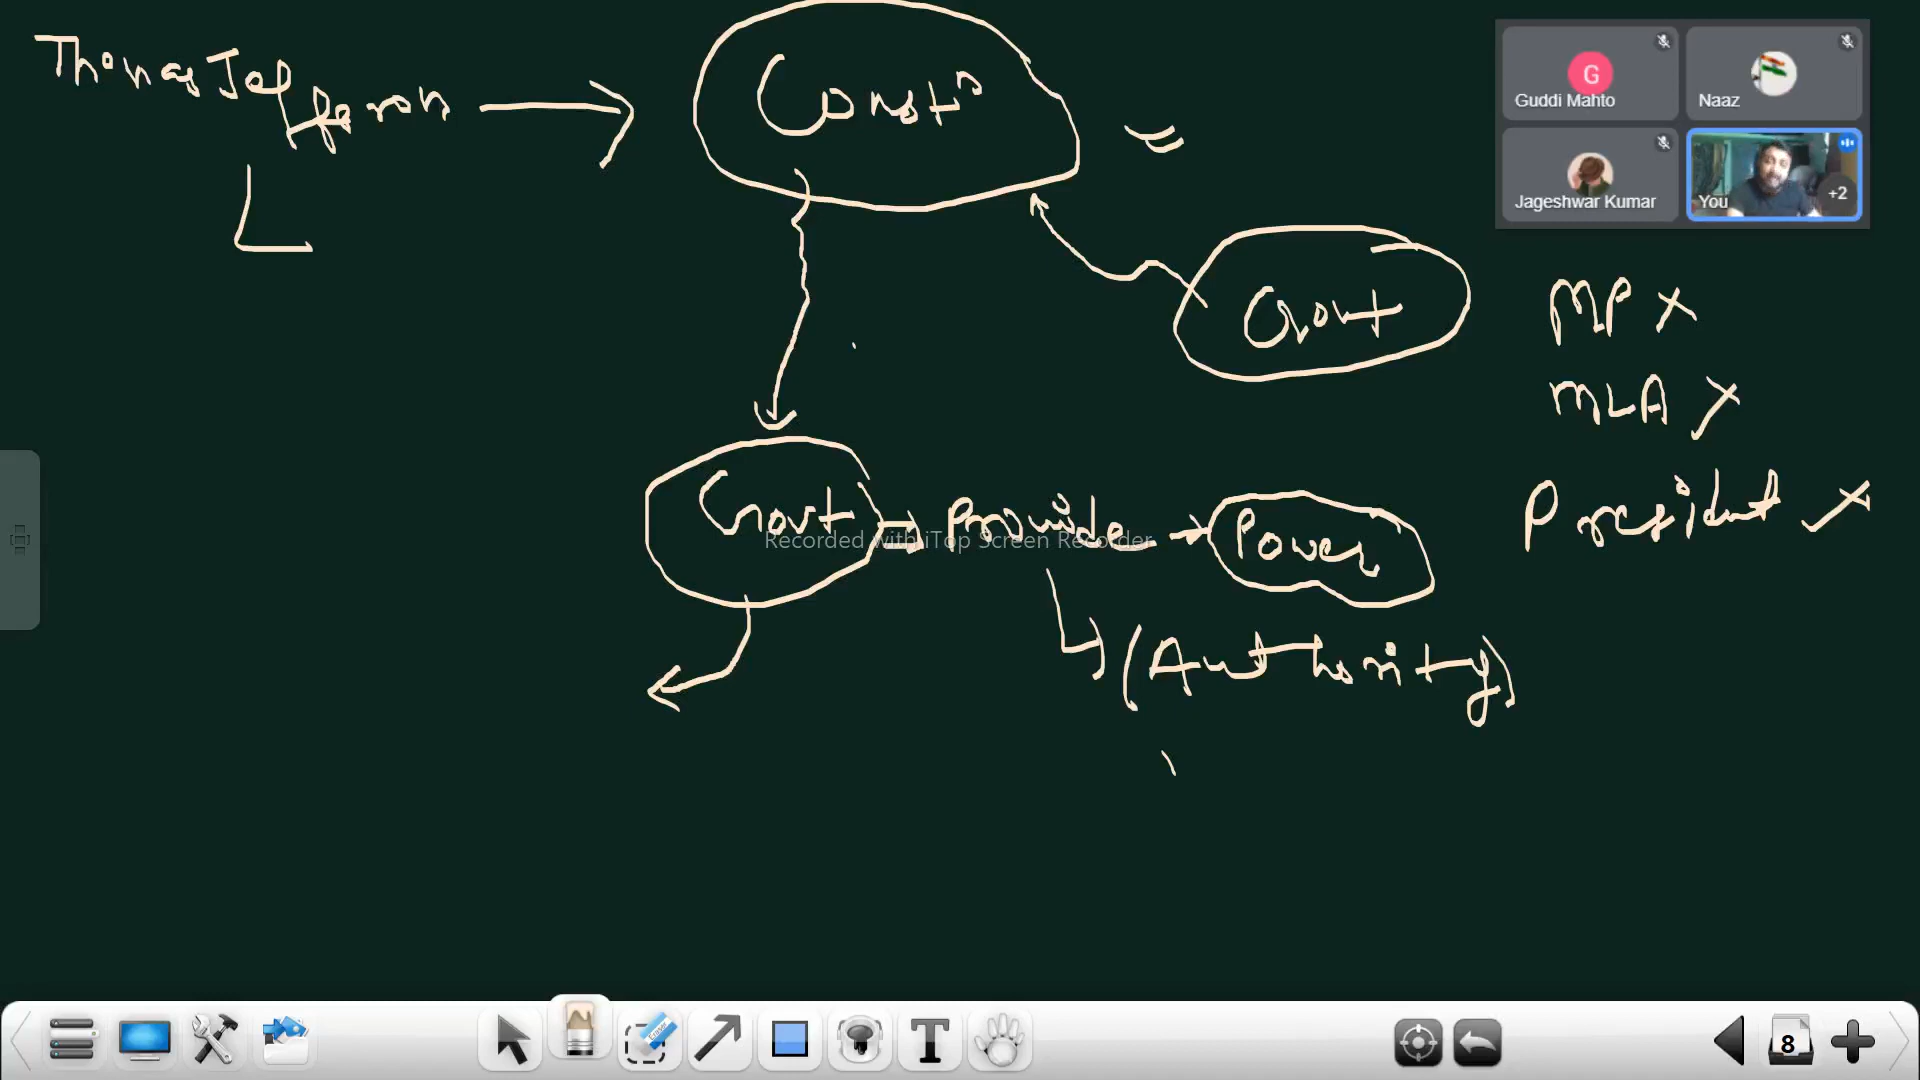 Thomas Jefferson → Constn
Guddi Mahto
Naaz
Jageshwar Kumar
You
+2
G
Govt
MP ×
MLA ×
President ×
Govt → Provide → Power
Recorded with iTop Screen Recorder
(Authority)
Eraser
T
8